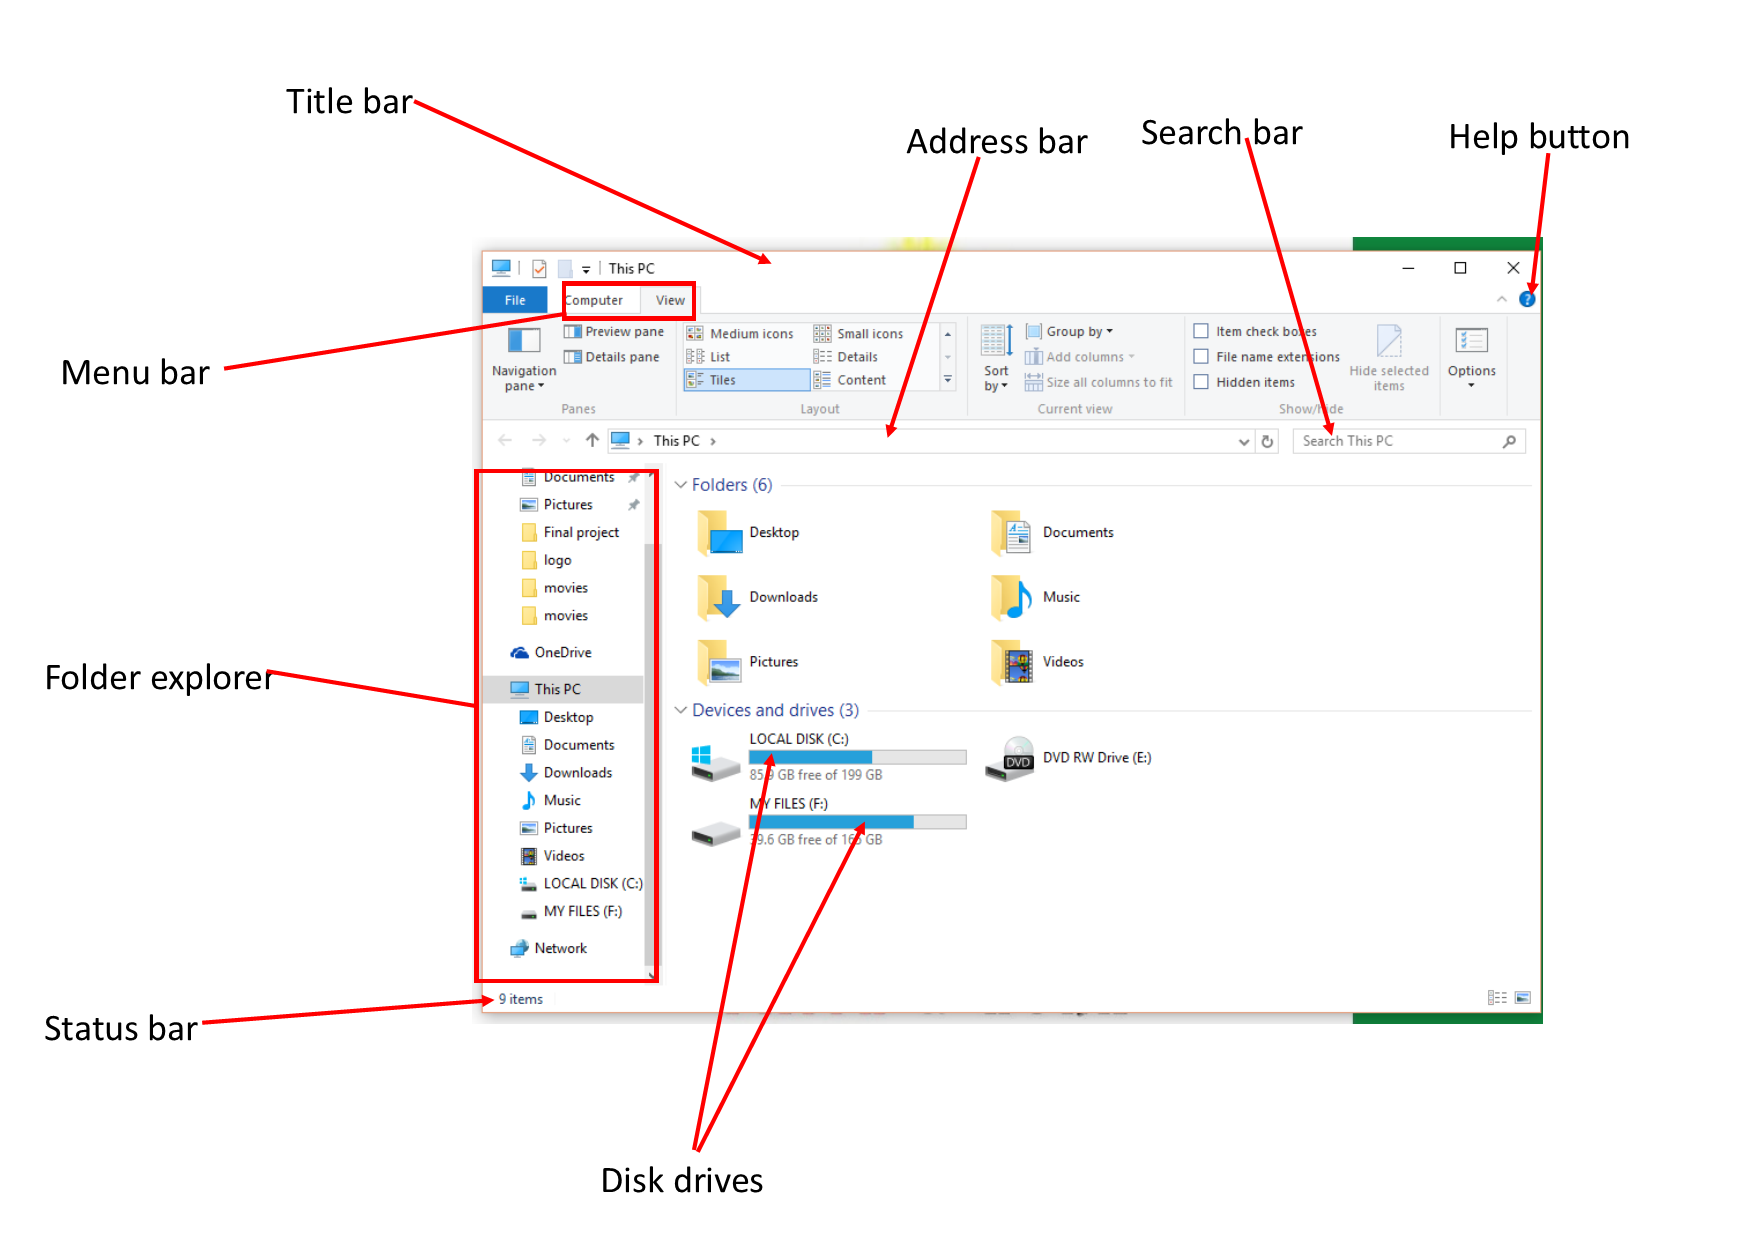 Title bar
Address bar
Search bar
Help button
This PC
File
Computer
View
Menu bar
Navigation pane
Preview pane
Details pane
Panes
Medium icons
Small icons
List
Details
Tiles
Content
Layout
Sort by
Group by
Add columns
Size all columns to fit
Current view
Item check boxes
File name extensions
Hidden items
Hide selected items
Show/hide
Options
This PC
Search This PC
Documents
Pictures
Final project
logo
movies
movies
OneDrive
This PC
Desktop
Documents
Downloads
Music
Pictures
Videos
LOCAL DISK (C:)
MY FILES (F:)
Network
Folder explorer
Folders (6)
Desktop
Documents
Downloads
Music
Pictures
Videos
Devices and drives (3)
LOCAL DISK (C:)
85.9 GB free of 199 GB
DVD
DVD RW Drive (E:)
MY FILES (F:)
39.6 GB free of GB
9 items
Status bar
Disk drives